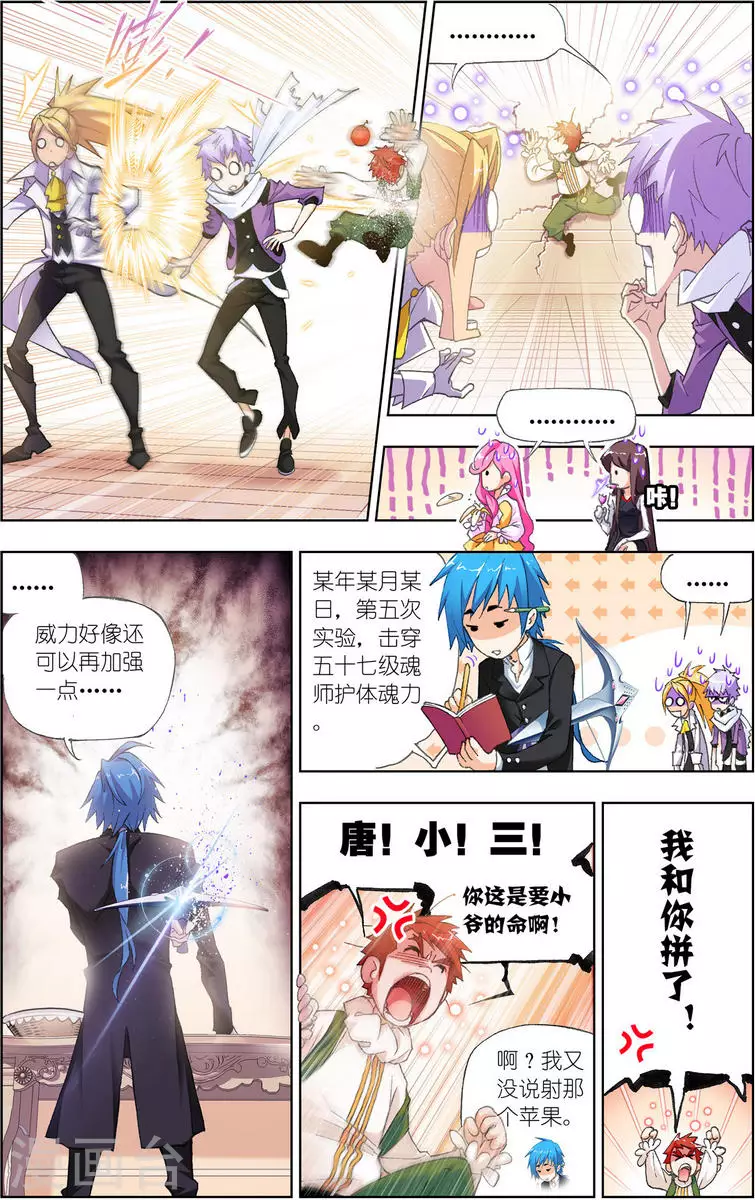 嘭！
…………
…………
咔！
……
威力好像还
可以再加强
一点……
某年某月某
日，第五次
实验，击穿
五十七级魂
师护体魂力
。
……
唐！小！三！
你这是要小
爷的命啊！
啊？我又
没说射那
个苹果。
我和你拼了！
漫画台